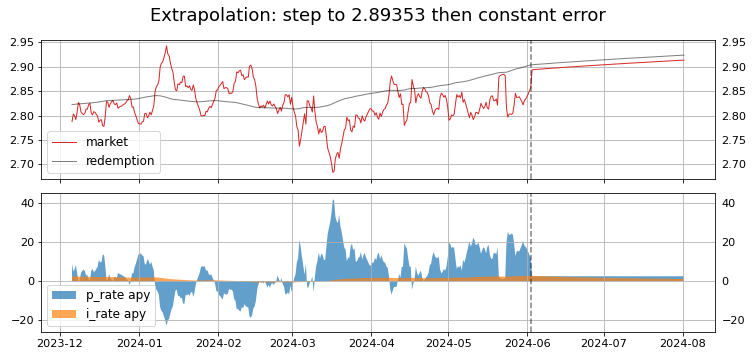 Extrapolation: step to 2.89353 then constant error
2.95 2.95
2.90 2.90
2.85 2.85
2.80 2.80
2.75 2.75
2.70 2.70
market
redemption
40 40
20 20
0 0
−20 −20
p_rate apy
i_rate apy
2023-12 2024-01 2024-02 2024-03 2024-04 2024-05 2024-06 2024-07 2024-08